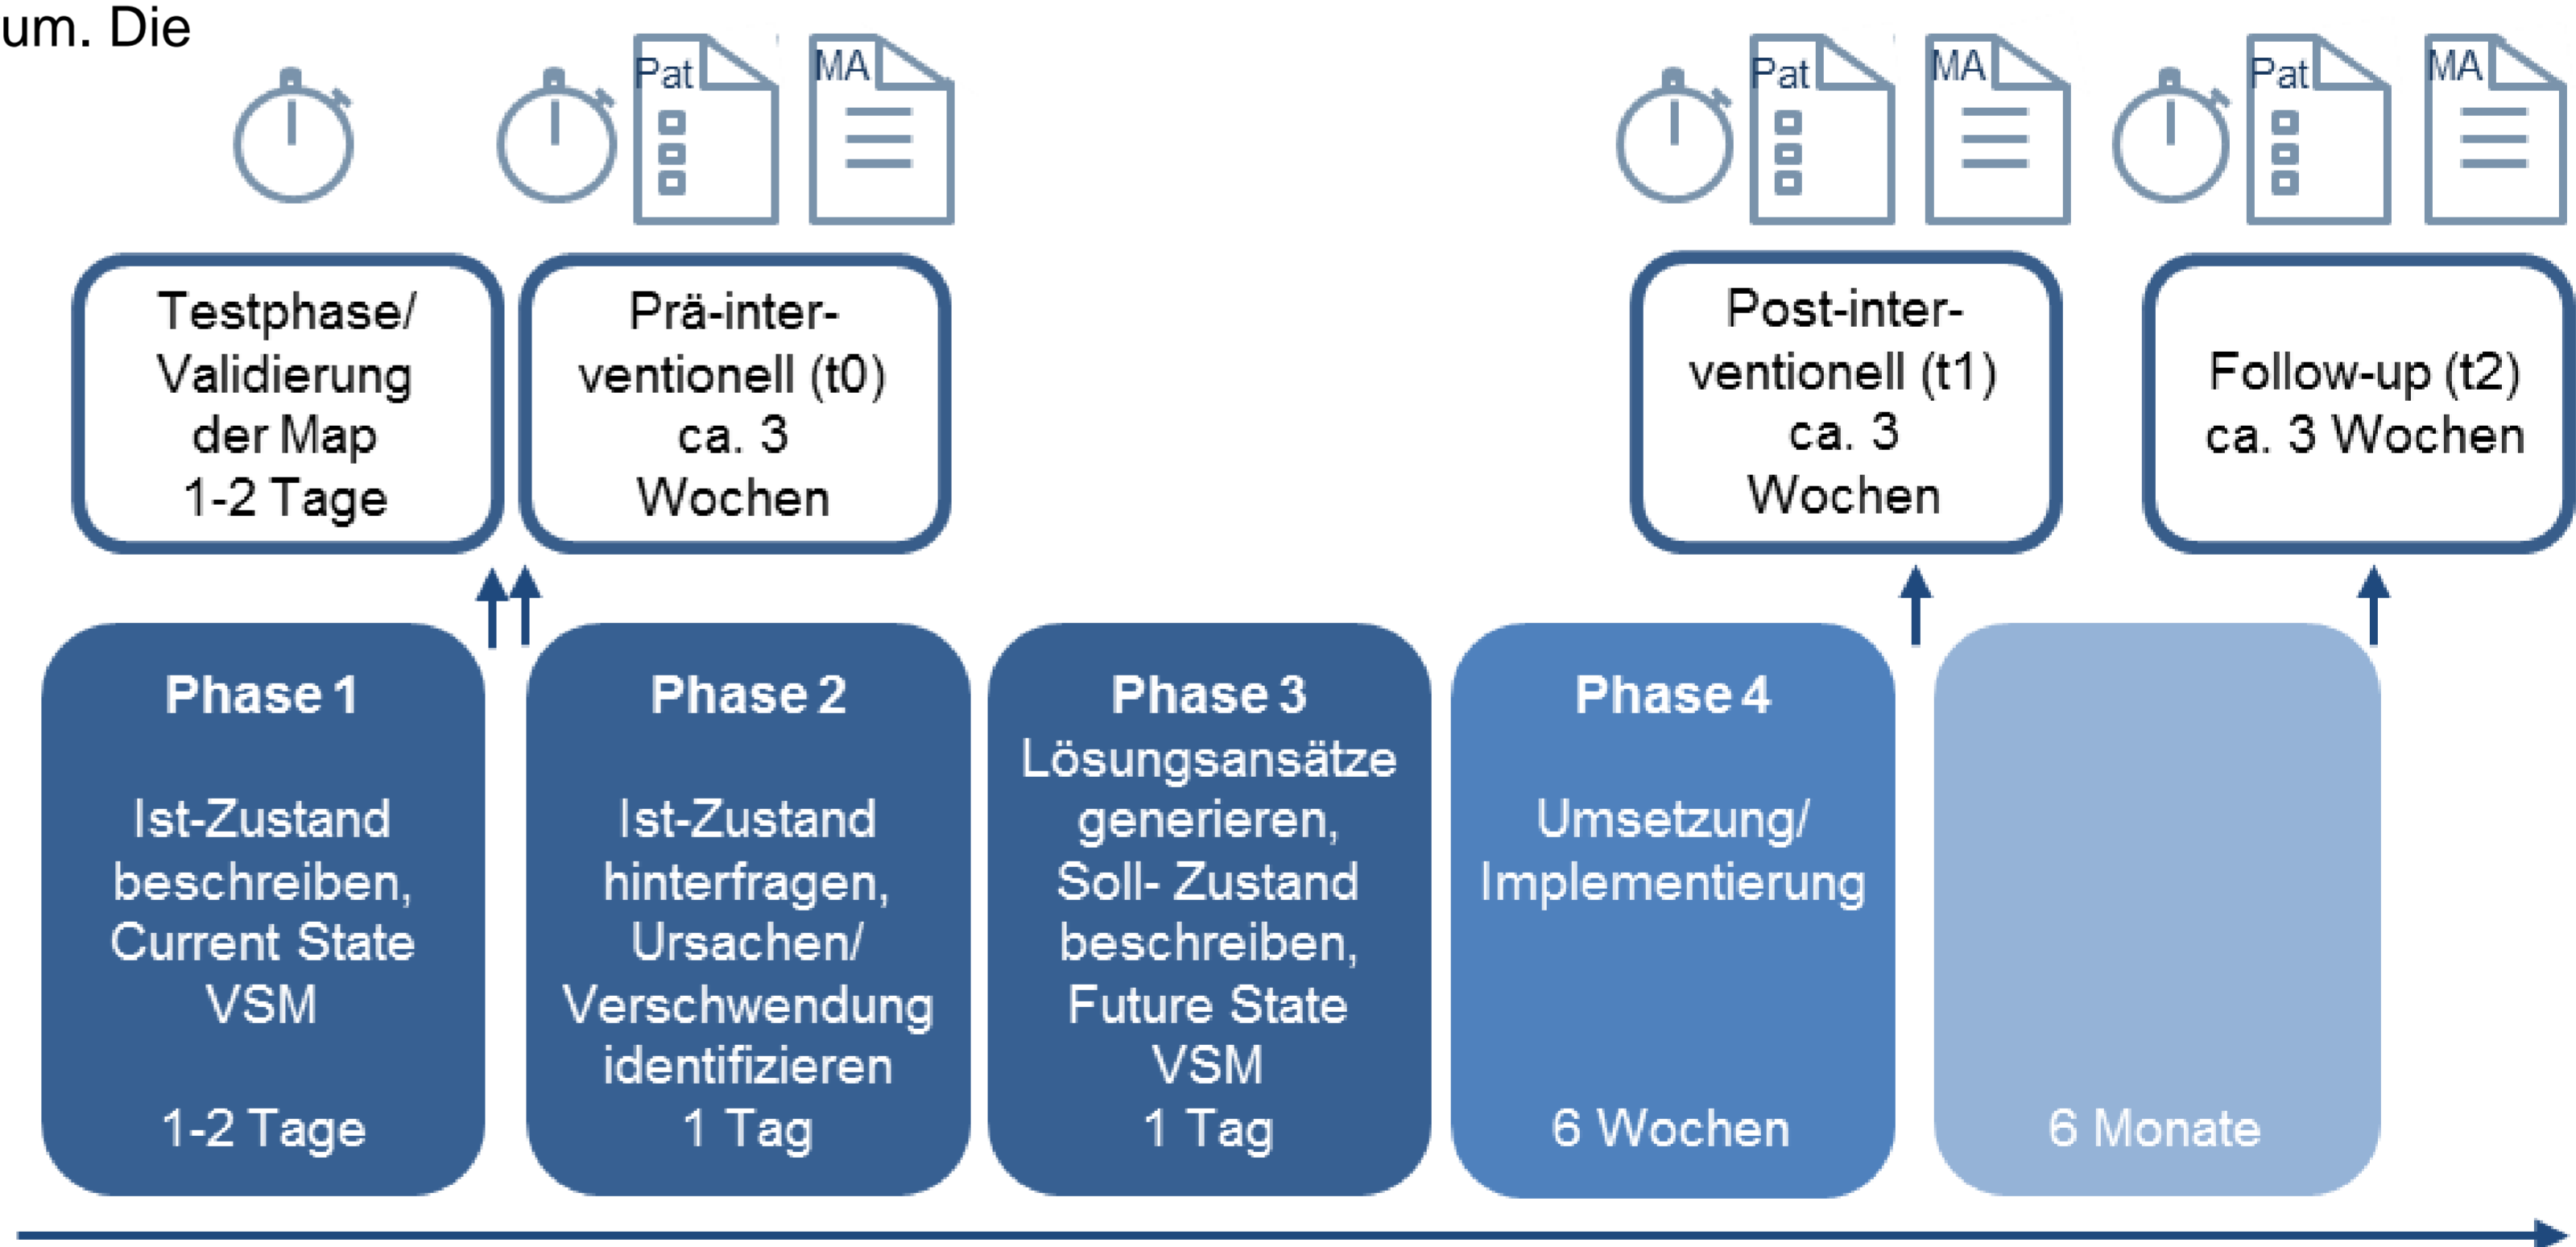 um. Die
Pat
MA
Pat
MA
Pat
MA
Testphase/
Validierung
der Map
1-2 Tage
Prä-inter-
ventionell (t0)
ca. 3
Wochen
Post-inter-
ventionell (t1)
ca. 3
Wochen
Follow-up (t2)
ca. 3 Wochen
Phase 1
Ist-Zustand
beschreiben,
Current State
VSM
1-2 Tage
Phase 2
Ist-Zustand
hinterfragen,
Ursachen/
Verschwendung
identifizieren
1 Tag
Phase 3
Lösungsansätze
generieren,
Soll- Zustand
beschreiben,
Future State
VSM
1 Tag
Phase 4
Umsetzung/
Implementierung
6 Wochen
6 Monate